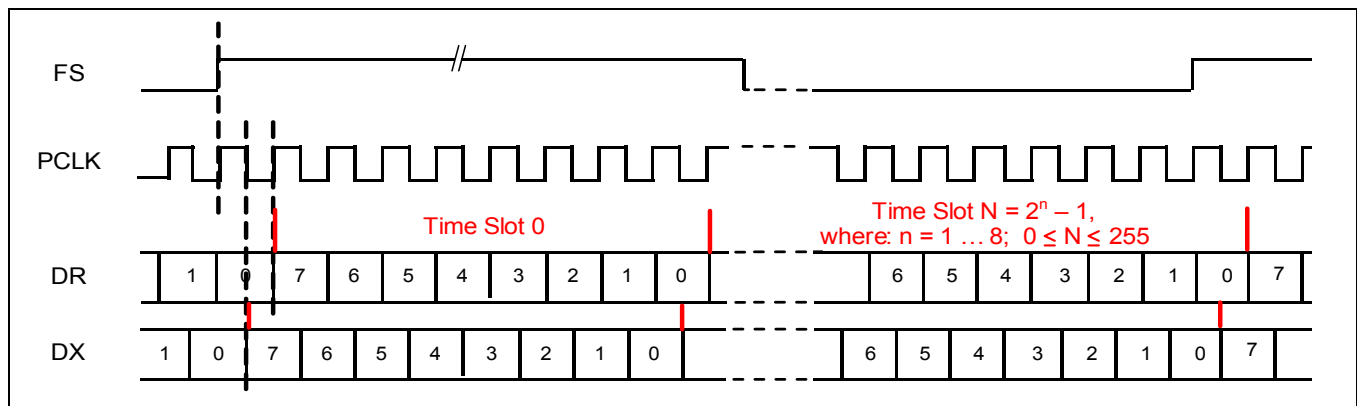 FS
PCLK
Time Slot 0
Time Slot N = 2ⁿ – 1,
where: n = 1 … 8; 0 ≤ N ≤ 255
DR
1 0 7 6 5 4 3 2 1 0 6 5 4 3 2 1 0 7
DX
1 0 7 6 5 4 3 2 1 0 6 5 4 3 2 1 0 7